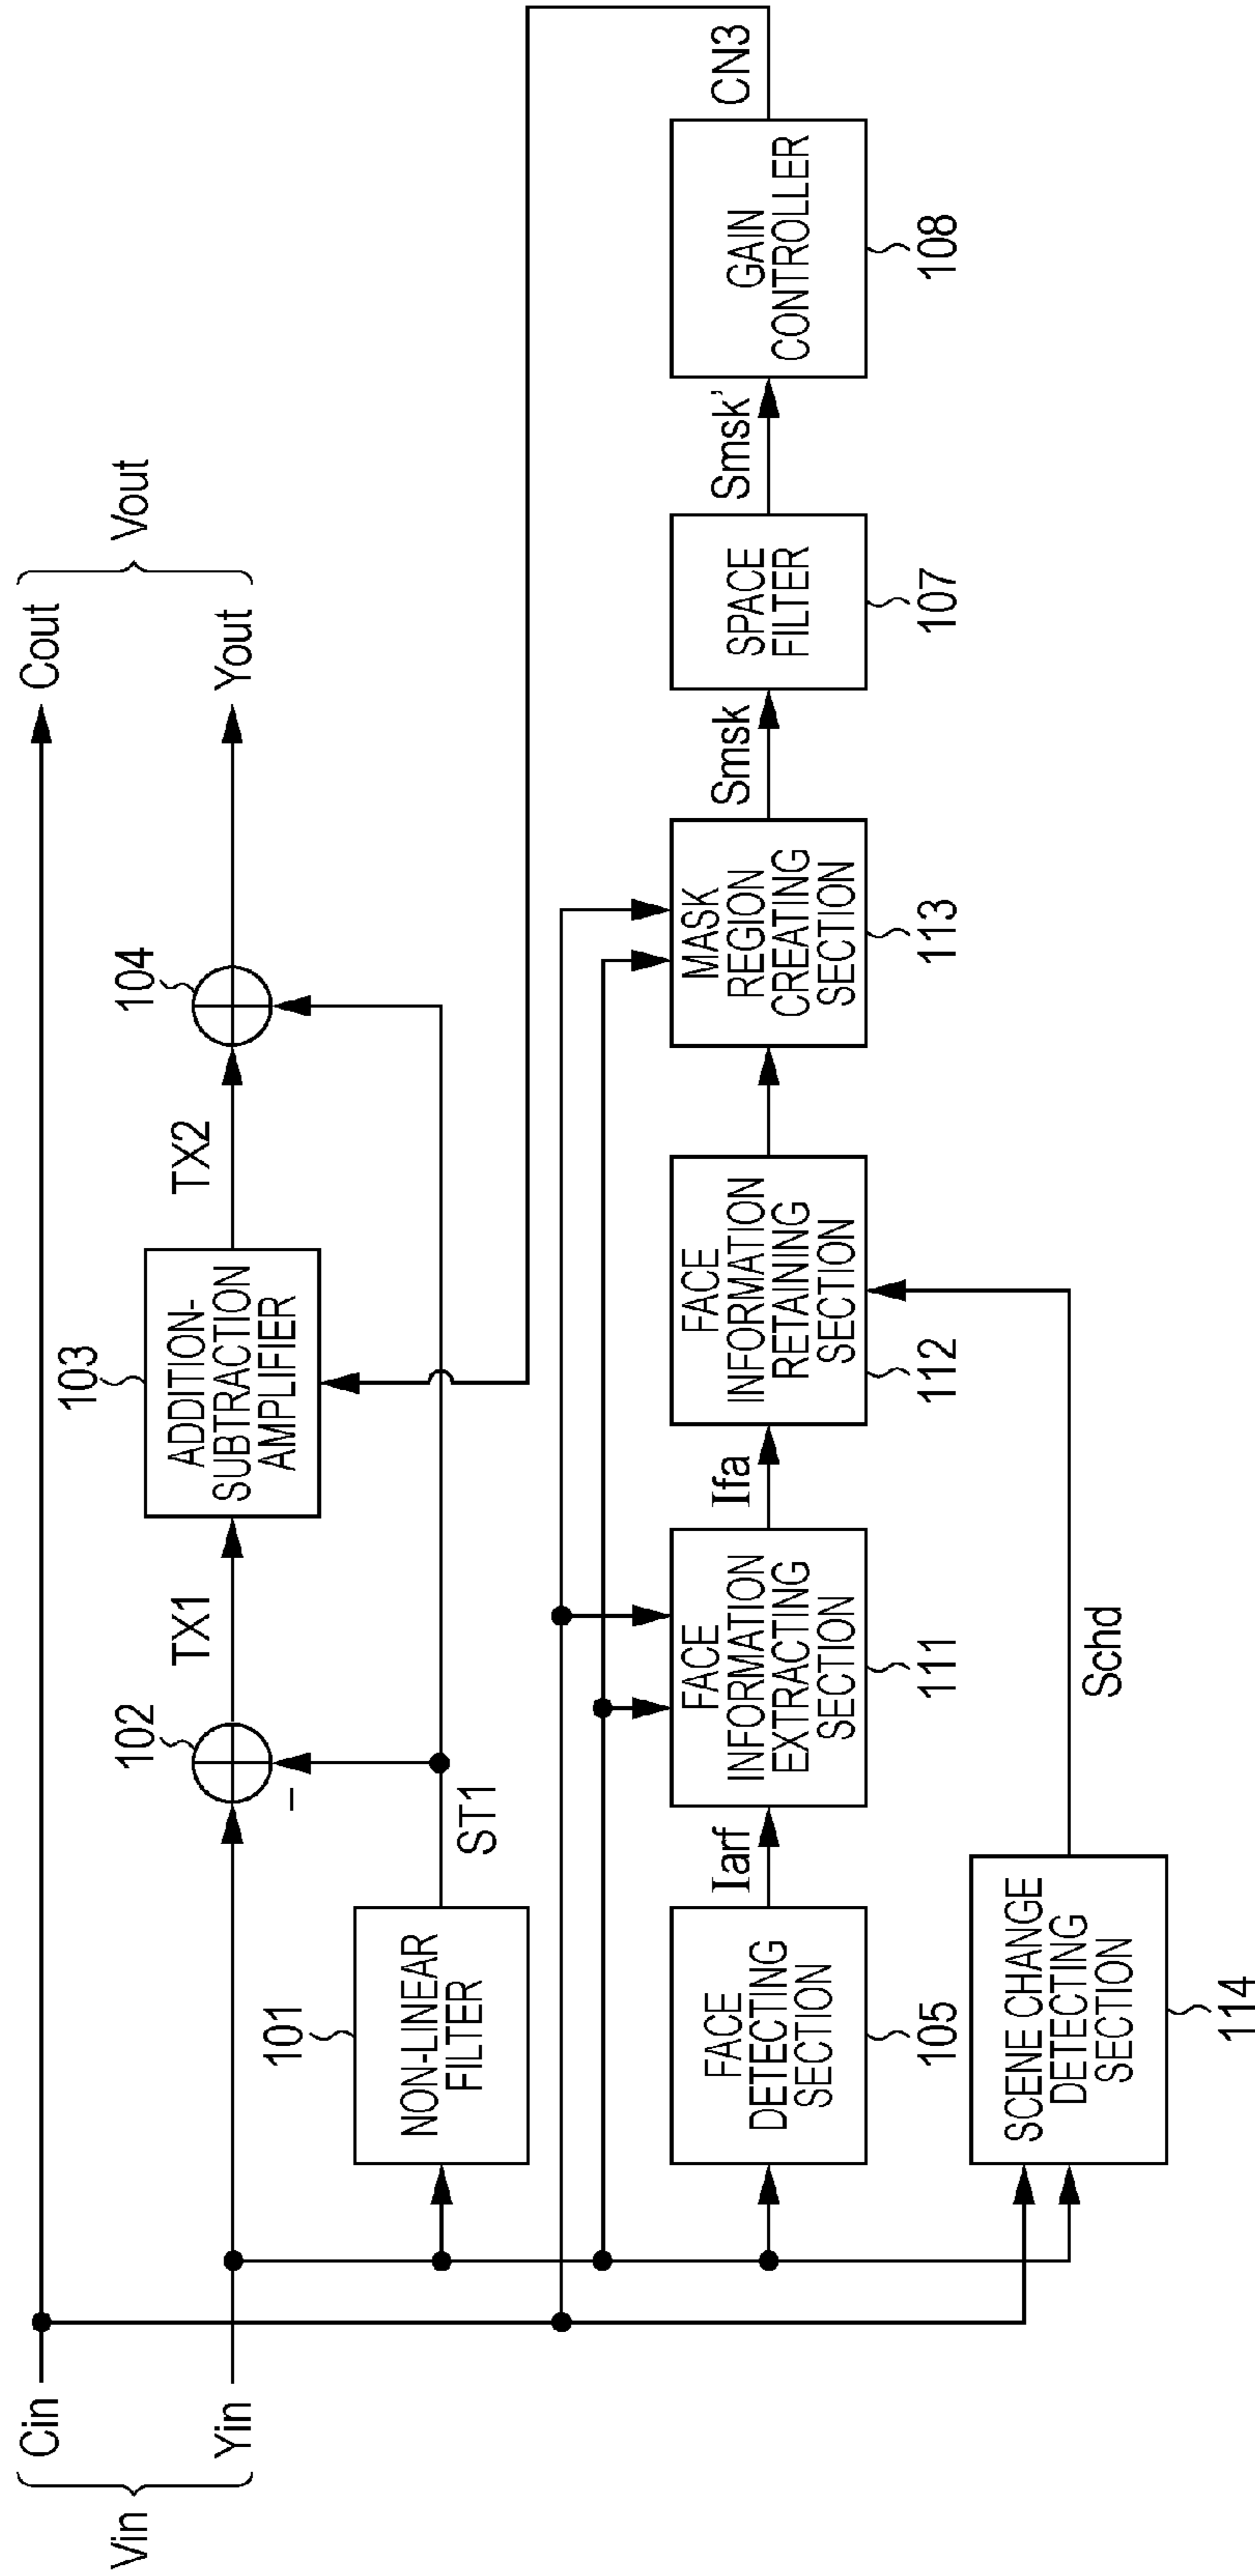 Vin
Cin
Yin
Cout
Yout
Vout
102
−
TX1
103
ADDITION-
SUBTRACTION
AMPLIFIER
TX2
104
101
NON-LINEAR
FILTER
ST1
FACE
DETECTING
SECTION
105
Iarf
FACE
INFORMATION
EXTRACTING
SECTION
111
Ifa
FACE
INFORMATION
RETAINING
SECTION
112
MASK
REGION
CREATING
SECTION
113
Smsk
SPACE
FILTER
107
Smsk'
GAIN
CONTROLLER
108
CN3
SCENE CHANGE
DETECTING
SECTION
114
Schd